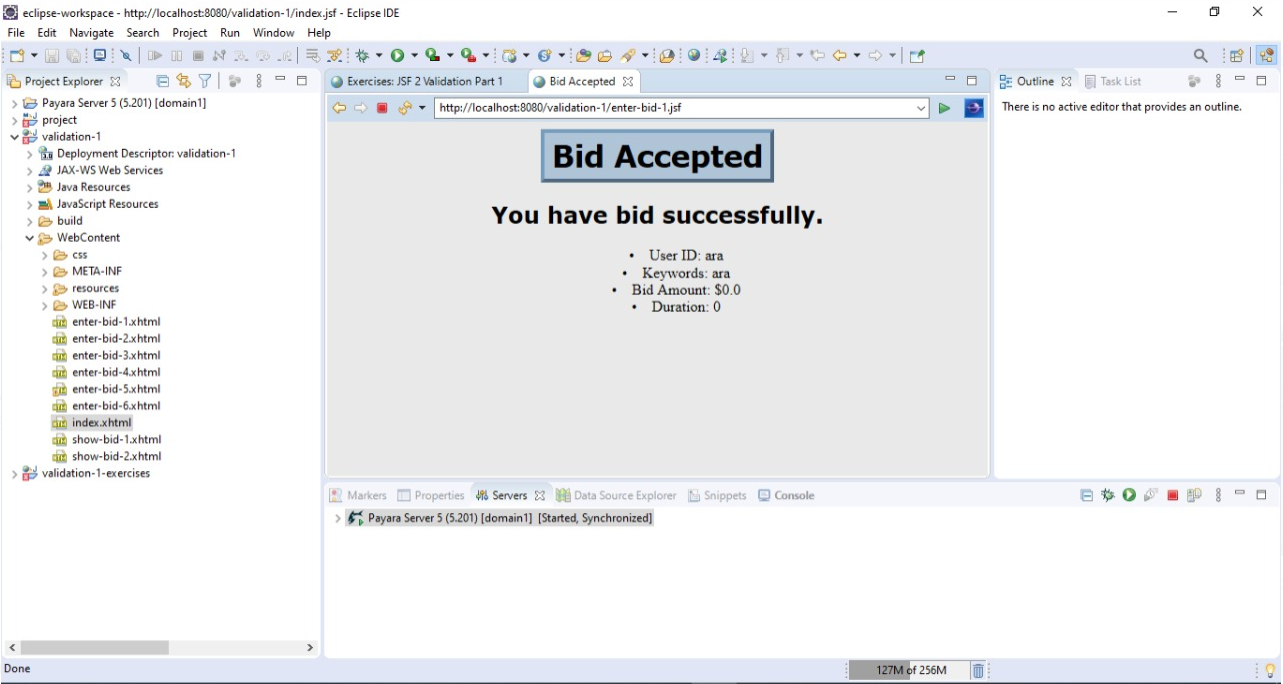 eclipse-workspace - http://localhost:8080/validation-1/index.jsf - Eclipse IDE
File Edit Navigate Search Project Run Window Help
Project Explorer
Payara Server 5 (5.201) [domain1]
project
validation-1
Deployment Descriptor: validation-1
JAX-WS Web Services
Java Resources
JavaScript Resources
build
WebContent
css
META-INF
resources
WEB-INF
enter-bid-1.xhtml
enter-bid-2.xhtml
enter-bid-3.xhtml
enter-bid-4.xhtml
enter-bid-5.xhtml
enter-bid-6.xhtml
index.xhtml
show-bid-1.xhtml
show-bid-2.xhtml
validation-1-exercises
Exercises: JSF 2 Validation Part 1 Bid Accepted
http://localhost:8080/validation-1/enter-bid-1.jsf
Bid Accepted
You have bid successfully.
• User ID: ara
• Keywords: ara
• Bid Amount: $0.0
• Duration: 0
Outline Task List
There is no active editor that provides an outline.
Markers Properties Servers Data Source Explorer Snippets Console
Payara Server 5 (5.201) [domain1] [Started, Synchronized]
Done
127M of 256M